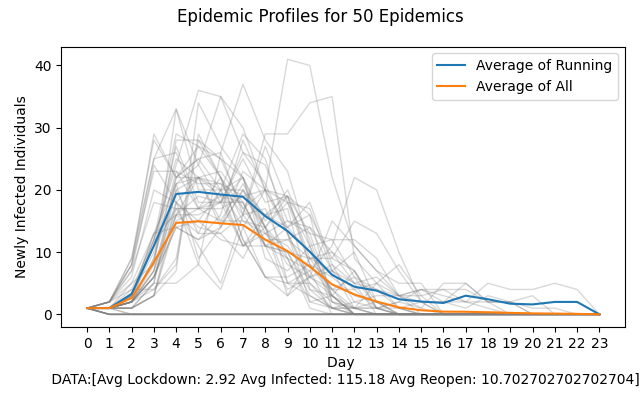 Epidemic Profiles for 50 Epidemics
Average of Running
Average of All
Newly Infected Individuals
40
30
20
10
0
0 1 2 3 4 5 6 7 8 9 10 11 12 13 14 15 16 17 18 19 20 21 22 23
Day
DATA:[Avg Lockdown: 2.92 Avg Infected: 115.18 Avg Reopen: 10.702702702702704]